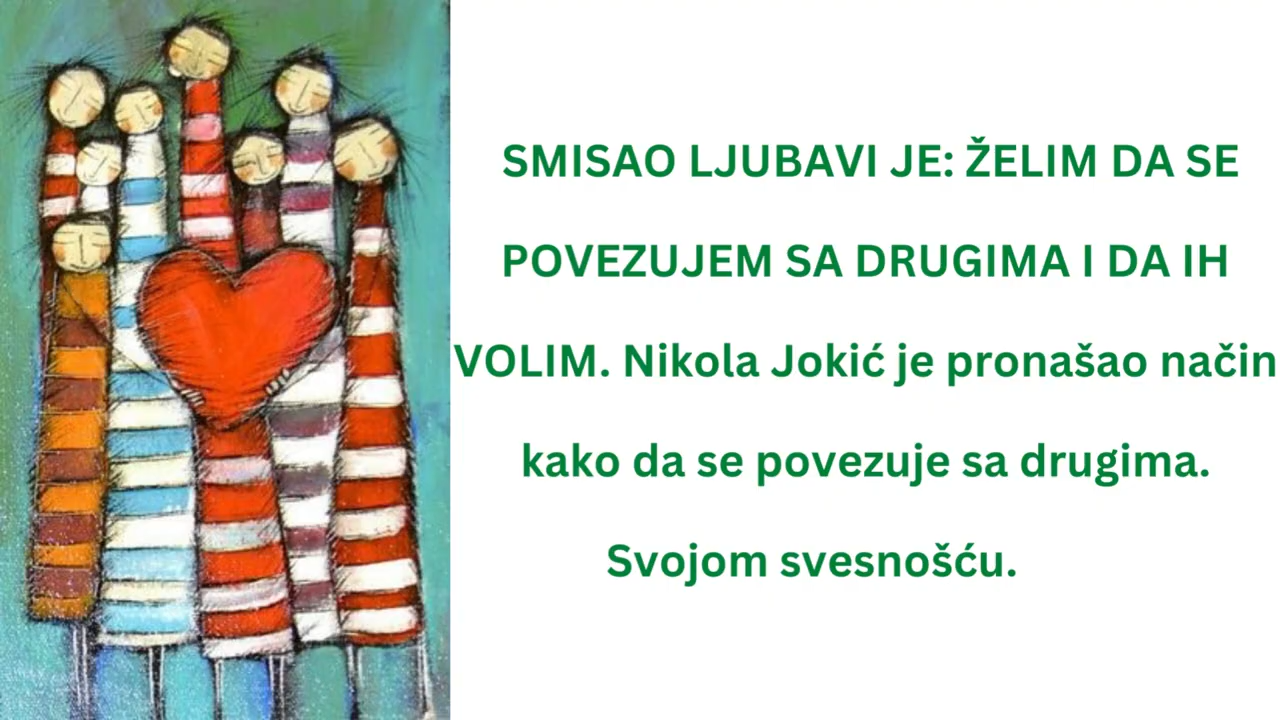 SMISAO LJUBAVI JE: ŽELIM DA SE
POVEZUJEM SA DRUGIMA I DA IH
VOLIM. Nikola Jokić je pronašao način
kako da se povezuje sa drugima.
Svojom svesnošću.